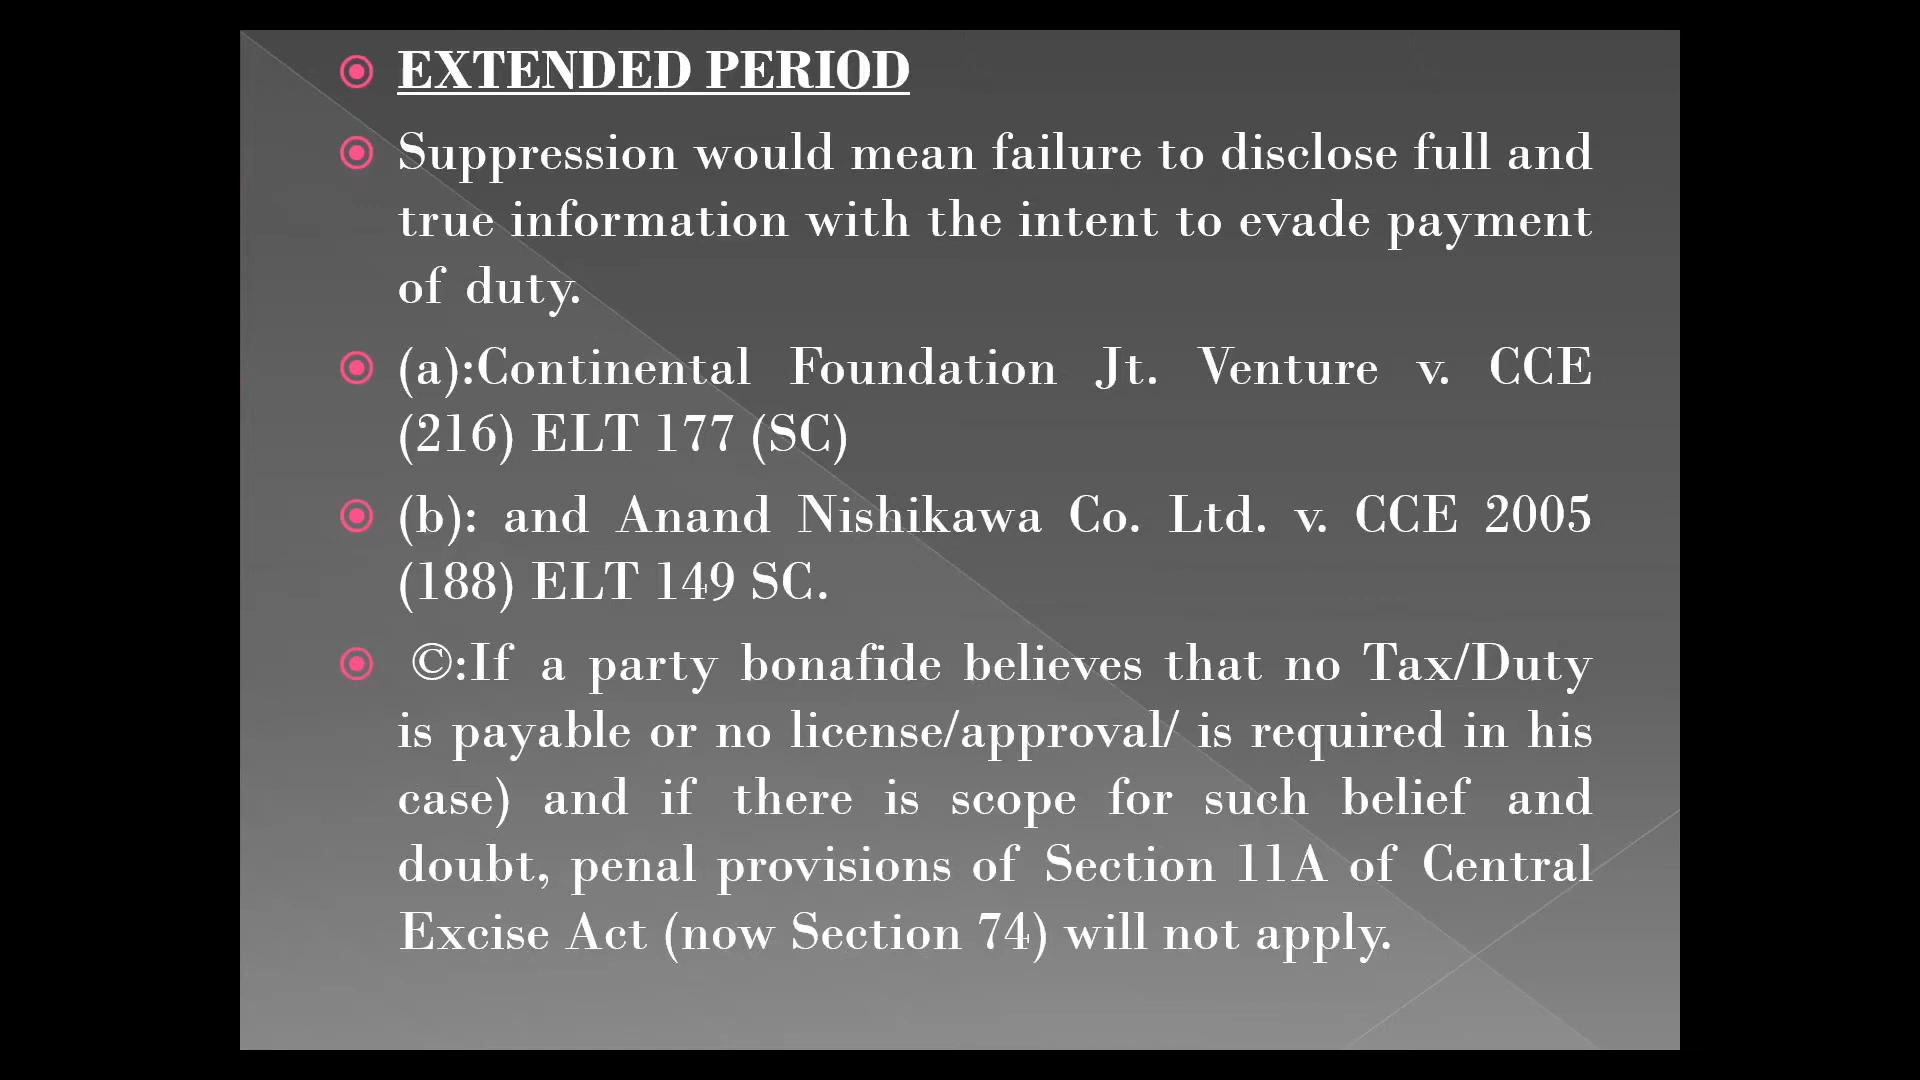 EXTENDED PERIOD
Suppression would mean failure to disclose full and
true information with the intent to evade payment
of duty.
(a):Continental Foundation Jt. Venture v. CCE
(216) ELT 177 (SC)
(b): and Anand Nishikawa Co. Ltd. v. CCE 2005
(188) ELT 149 SC.
©:If a party bonafide believes that no Tax/Duty
is payable or no license/approval/ is required in his
case) and if there is scope for such belief and
doubt, penal provisions of Section 11A of Central
Excise Act (now Section 74) will not apply.